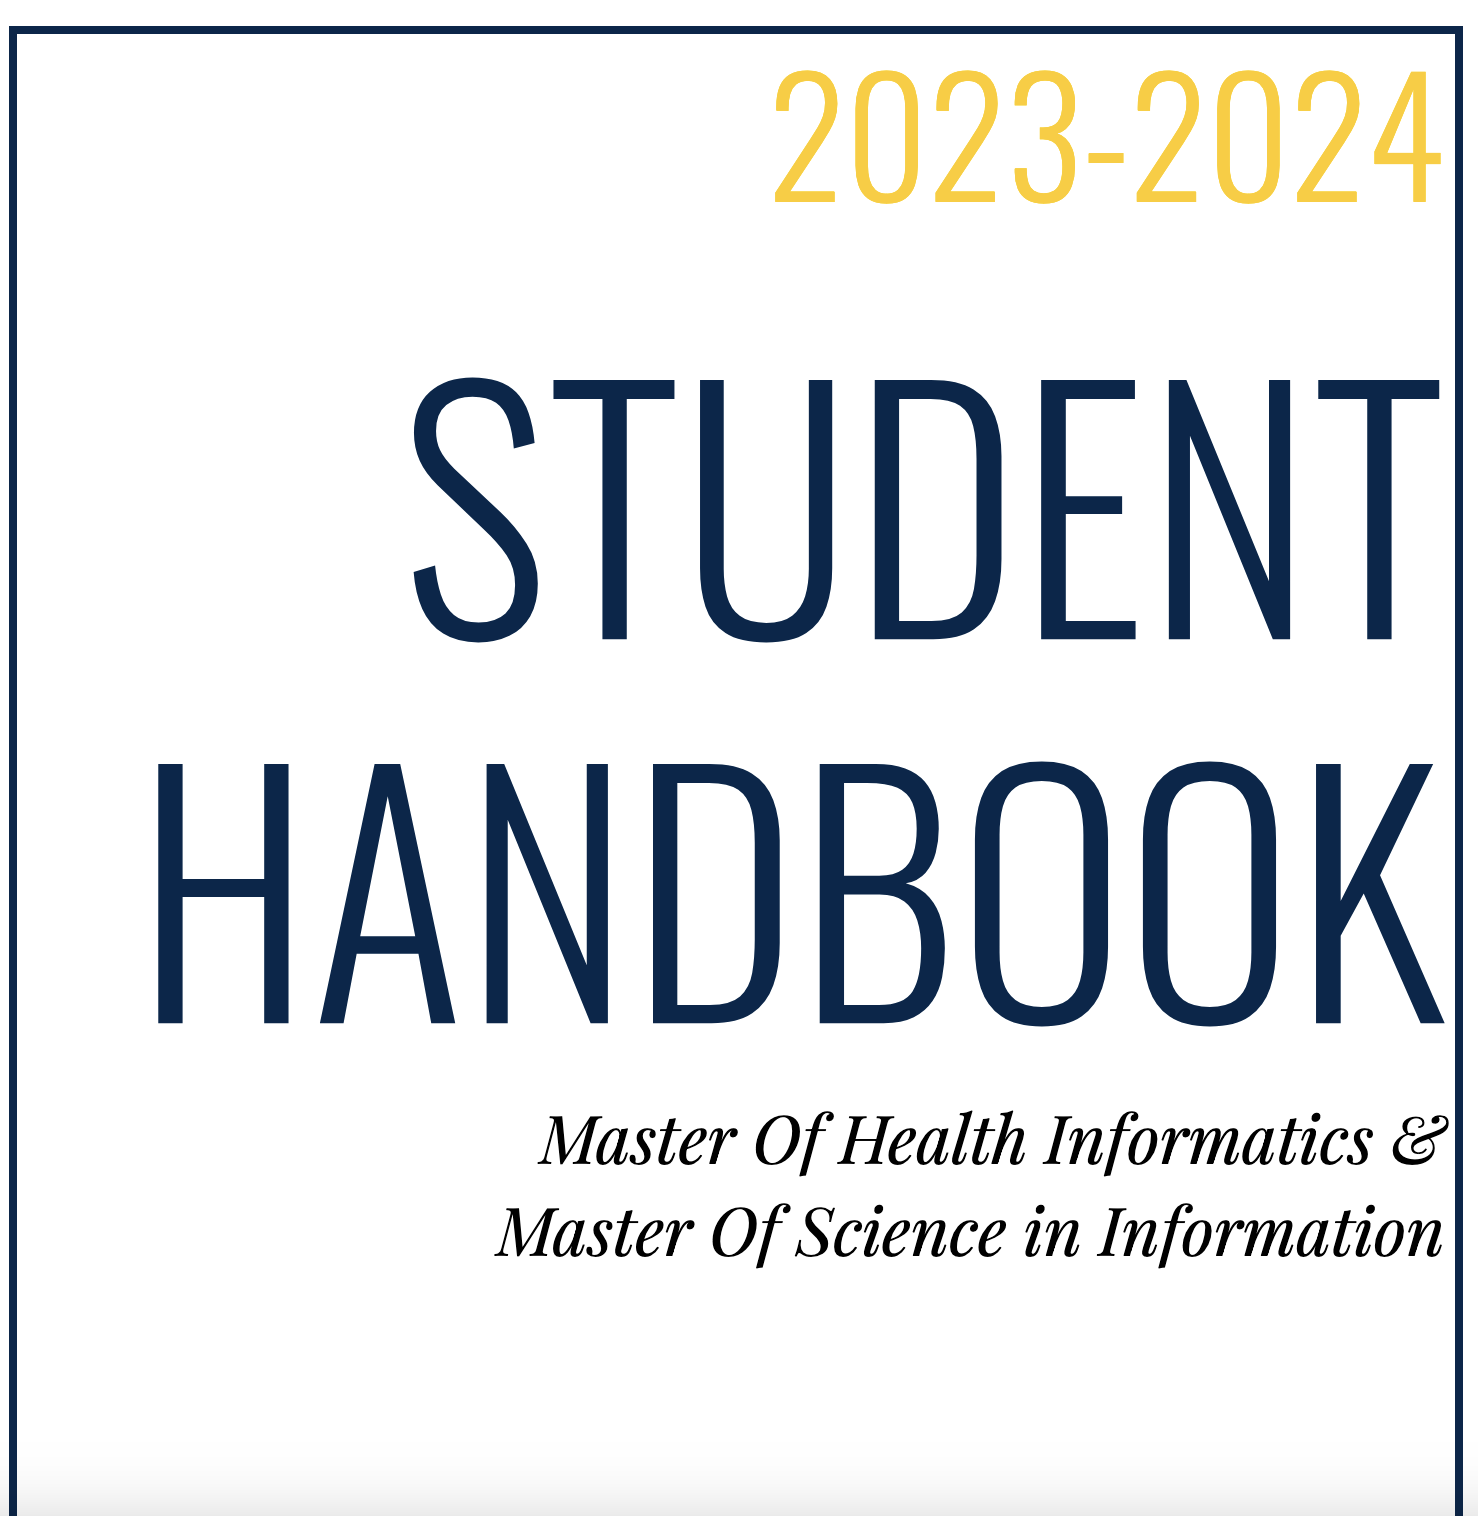 2023-2024
STUDENT
HANDBOOK
Master Of Health Informatics &
Master Of Science in Information